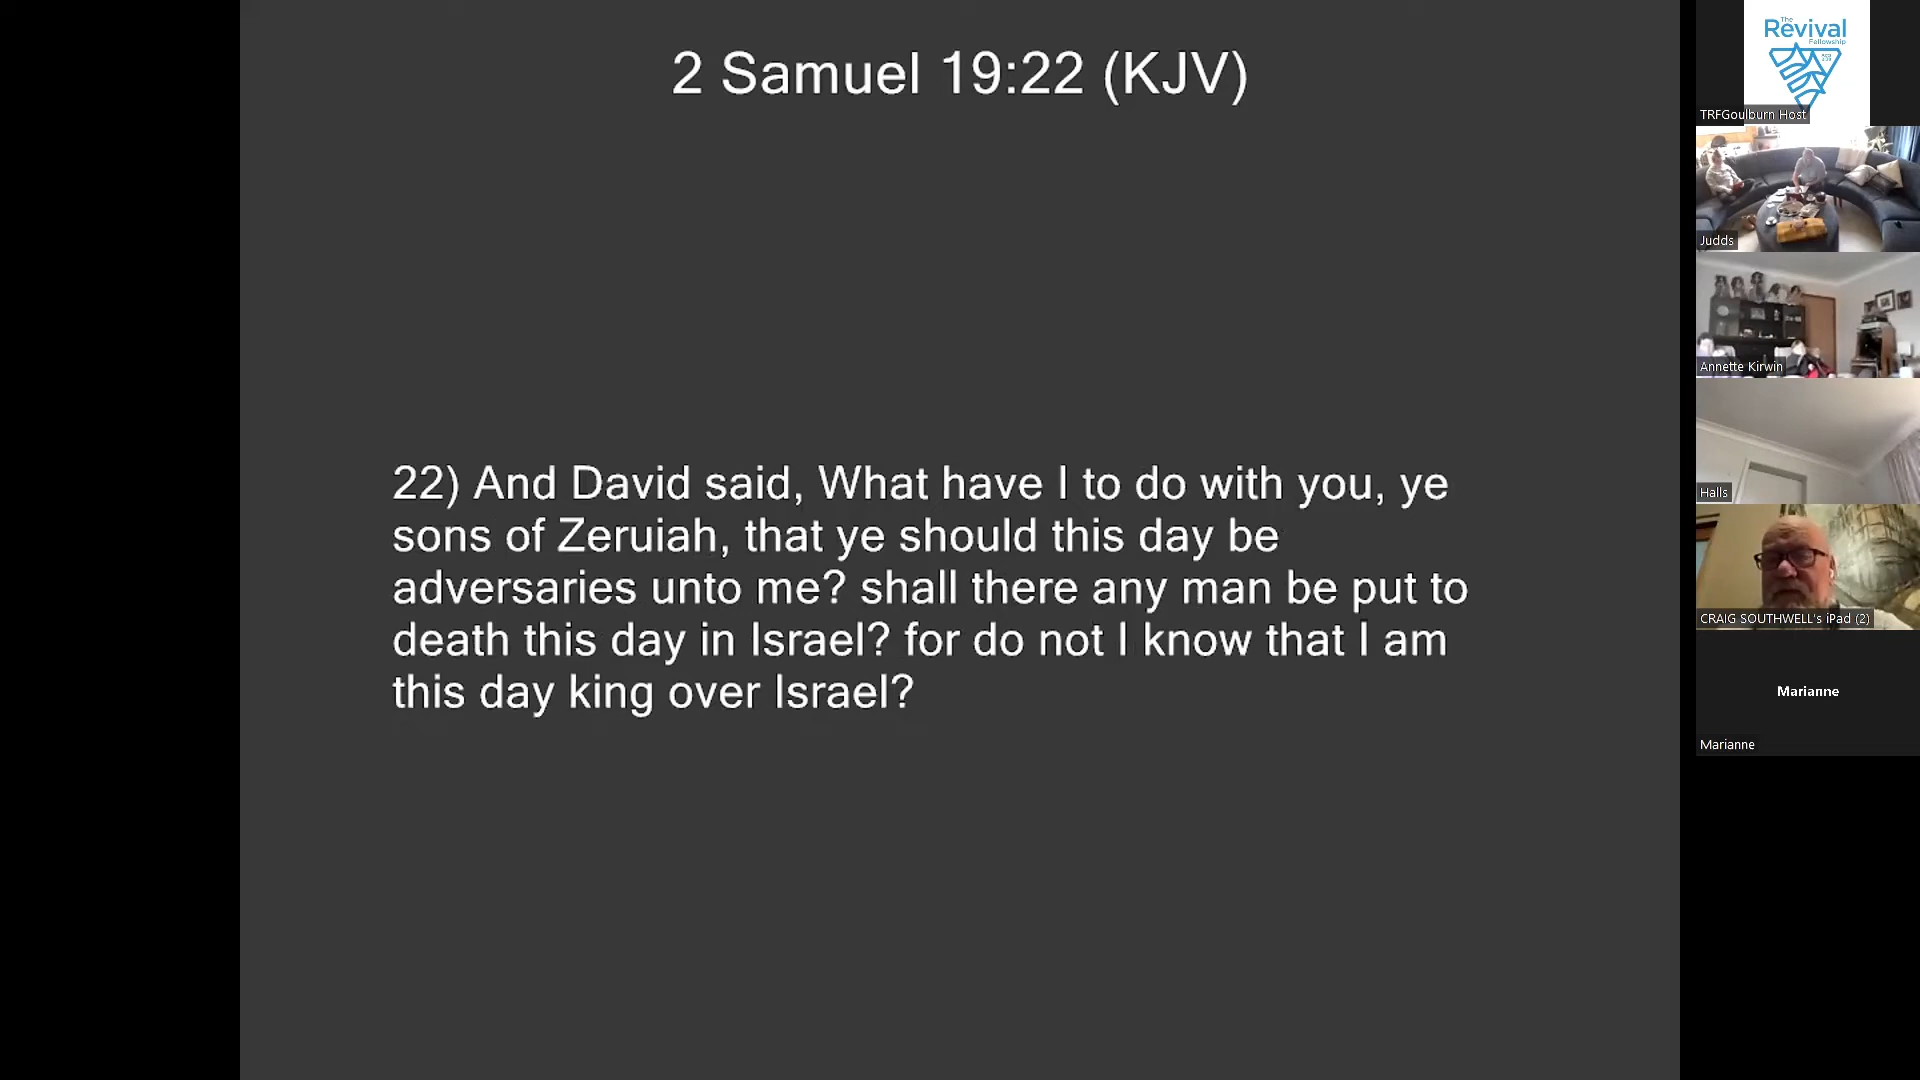 2 Samuel 19:22 (KJV)
22) And David said, What have I to do with you, ye
sons of Zeruiah, that ye should this day be
adversaries unto me? shall there any man be put to
death this day in Israel? for do not I know that I am
this day king over Israel?
The
Revival
Fellowship
TRFGoulburn Host
Judds
Annette Kirwin
Halls
CRAIG SOUTHWELL's iPad (2)
Marianne
Marianne